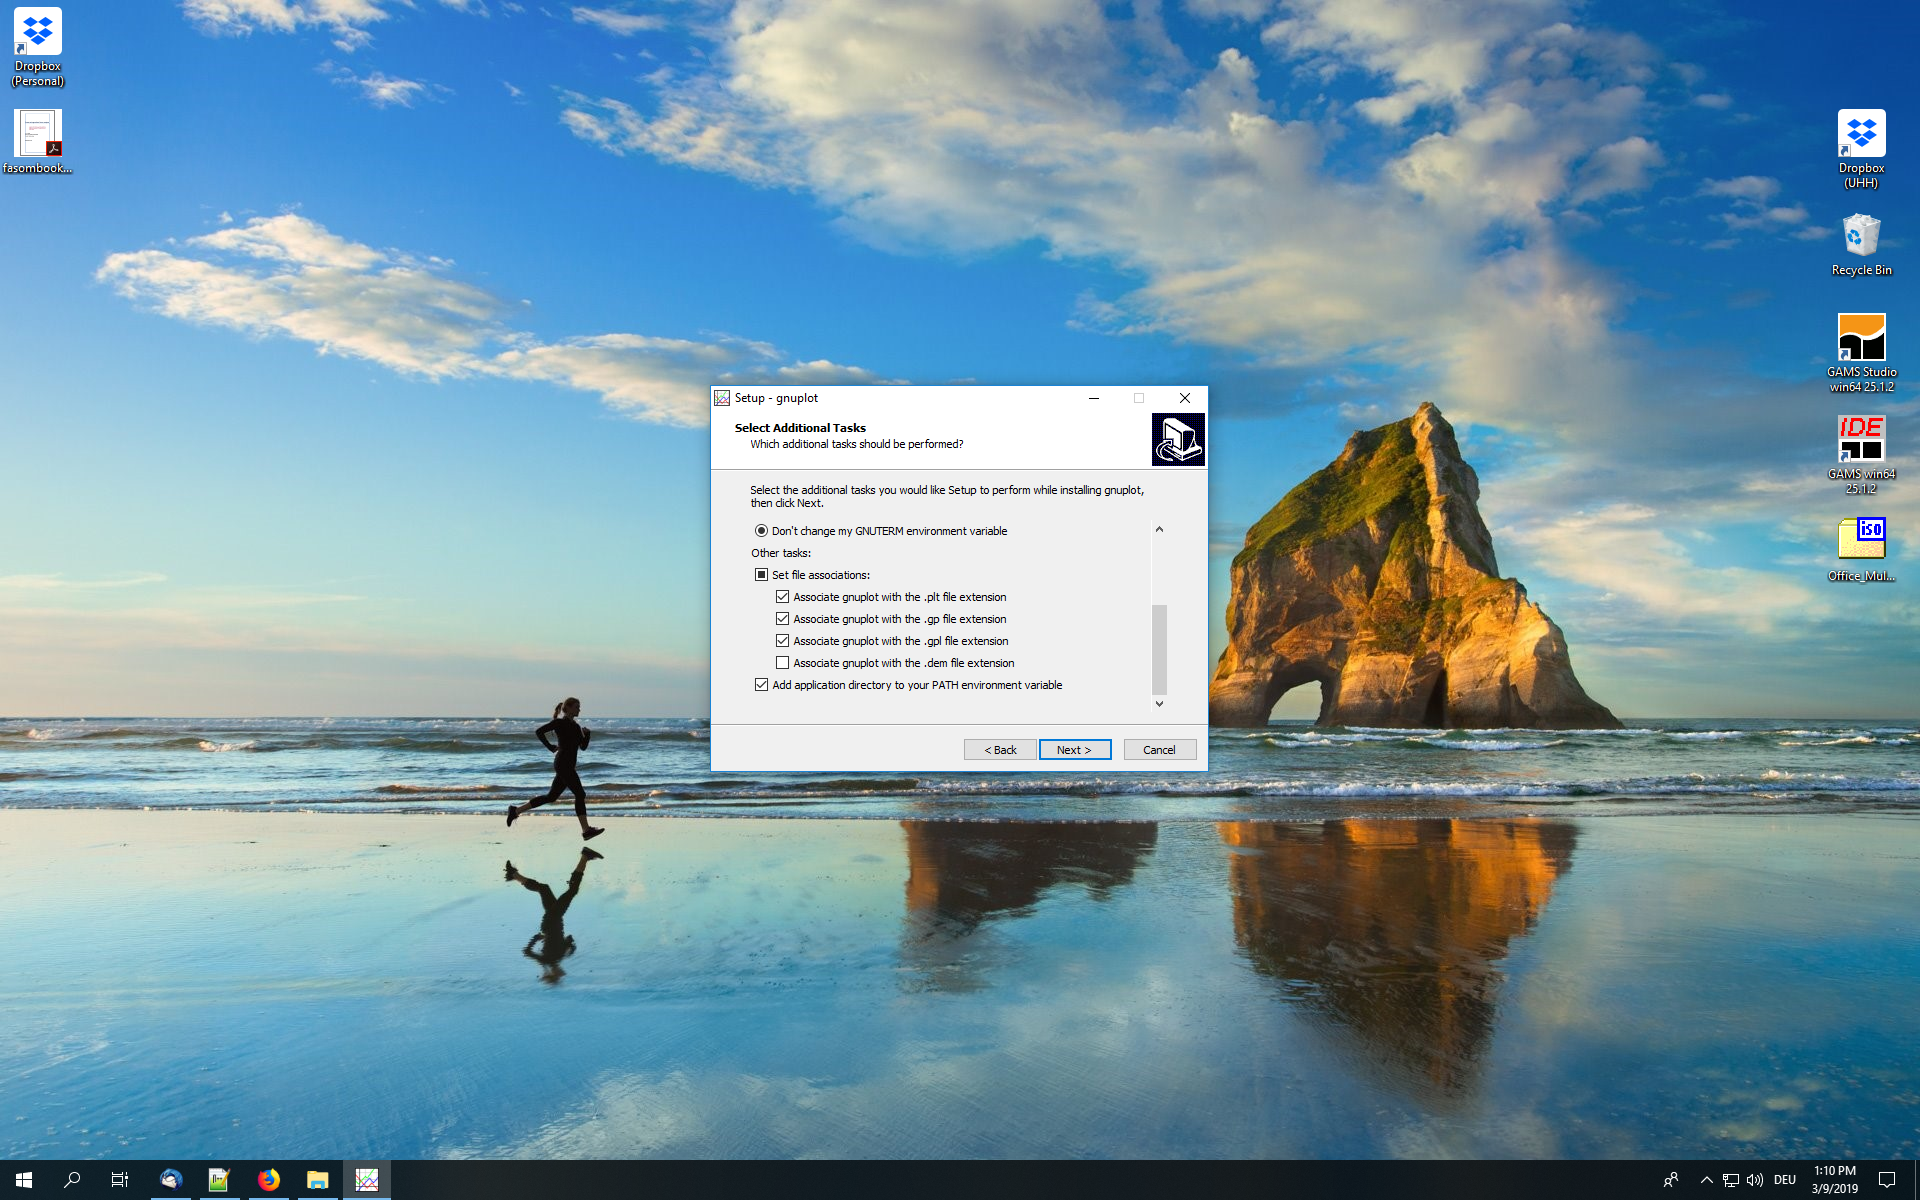 Dropbox
(Personal)
fasombook...
Dropbox
(UHH)
Recycle Bin
GAMS Studio
win64 25.1.2
IDE
GAMS win64
25.1.2
iso
Office_Mul...
Setup - gnuplot
Select Additional Tasks
Which additional tasks should be performed?
Select the additional tasks you would like Setup to perform while installing gnuplot,
then click Next.
Don't change my GNUTERM environment variable
Other tasks:
Set file associations:
Associate gnuplot with the .plt file extension
Associate gnuplot with the .gp file extension
Associate gnuplot with the .gpl file extension
Associate gnuplot with the .dem file extension
Add application directory to your PATH environment variable
< Back
Next >
Cancel
DEU
1:10 PM
3/9/2019